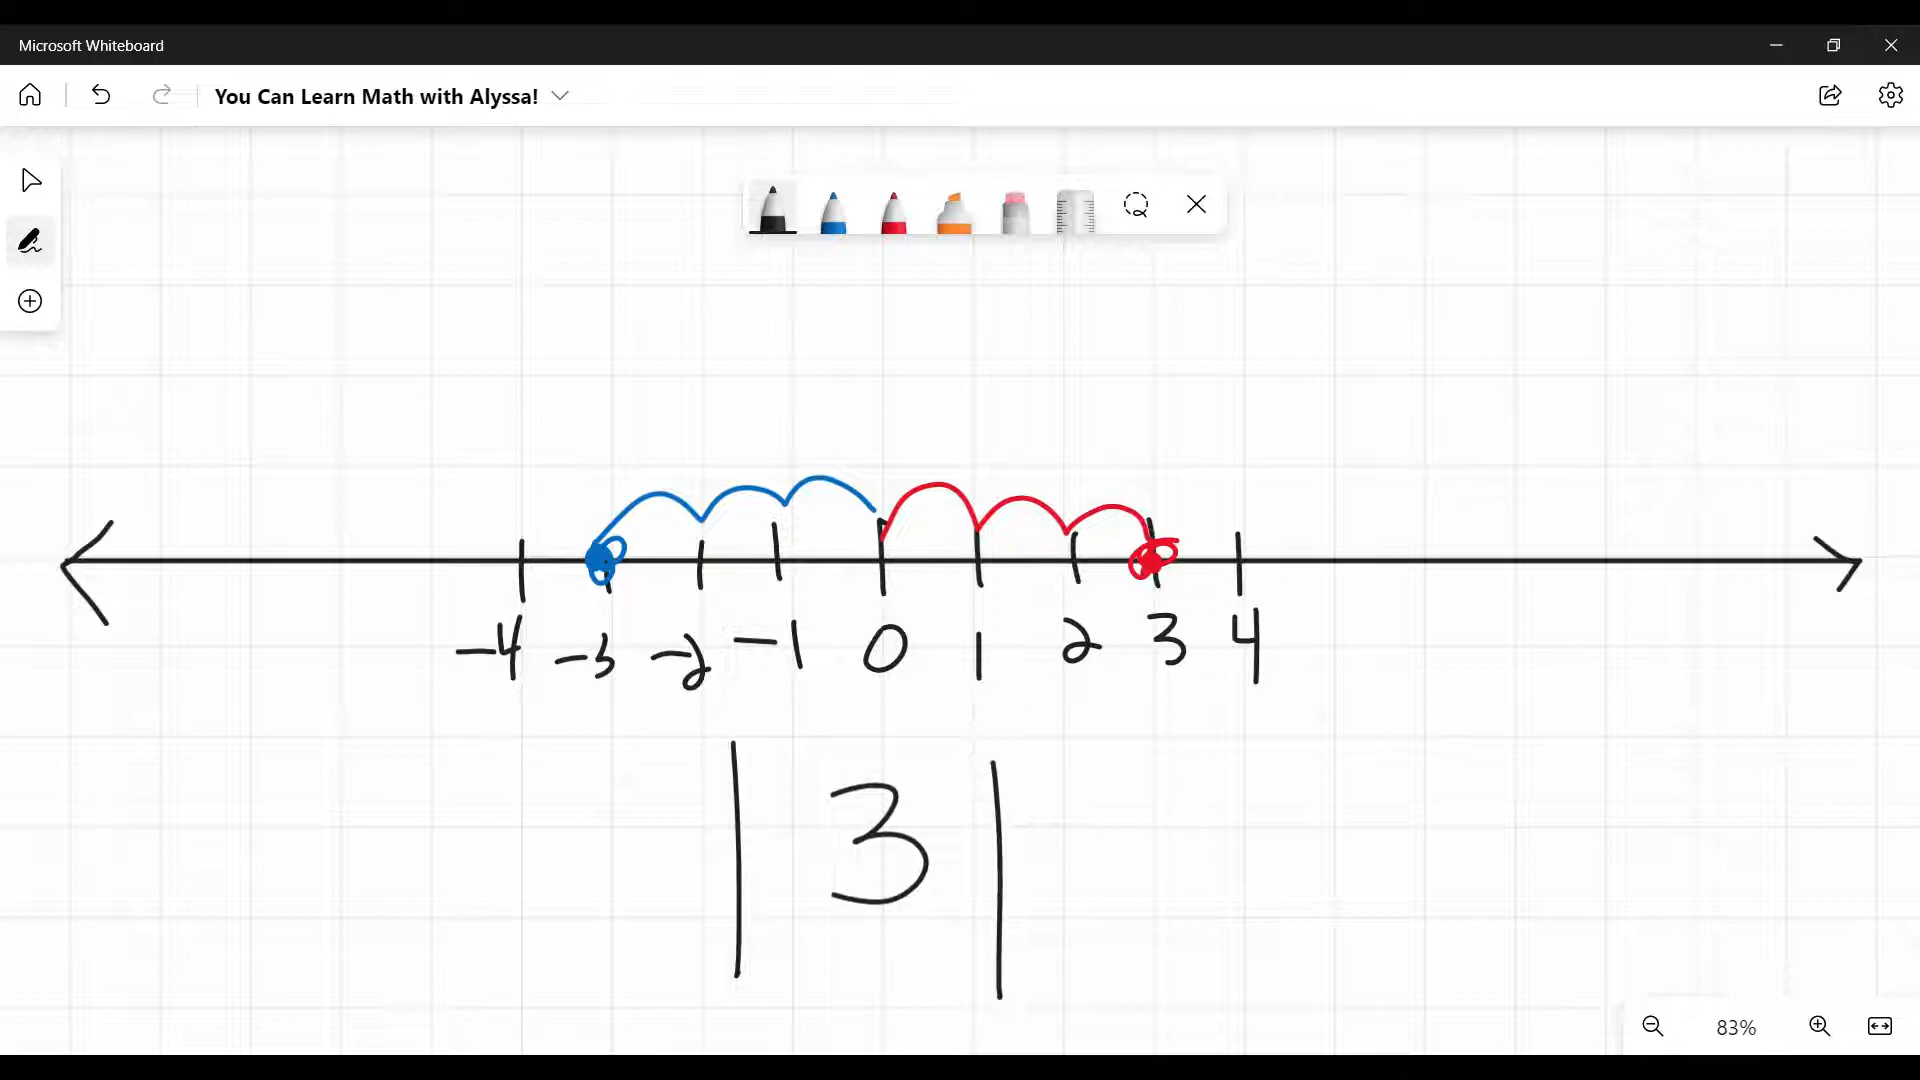 Microsoft Whiteboard
You Can Learn Math with Alyssa!
-4 -3 -2 -1 0 1 2 3 4
| 3 |
83%